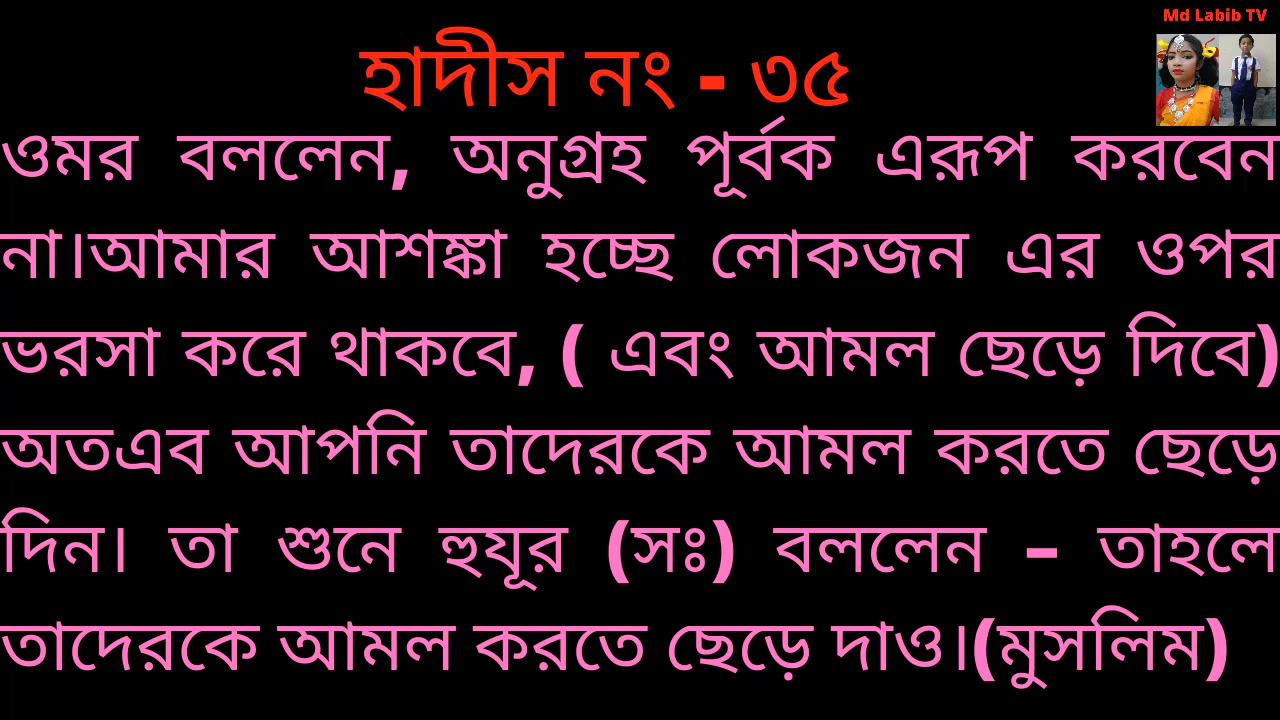 Md Labib TV
হাদীস নং - ৩৫
ওমর বললেন, অনুগ্রহ পূর্বক এরূপ করবেন
না।আমার আশঙ্কা হচ্ছে লোকজন এর ওপর
ভরসা করে থাকবে, ( এবং আমল ছেড়ে দিবে)
অতএব আপনি তাদেরকে আমল করতে ছেড়ে
দিন। তা শুনে হুযূর (সঃ) বললেন – তাহলে
তাদেরকে আমল করতে ছেড়ে দাও।(মুসলিম)